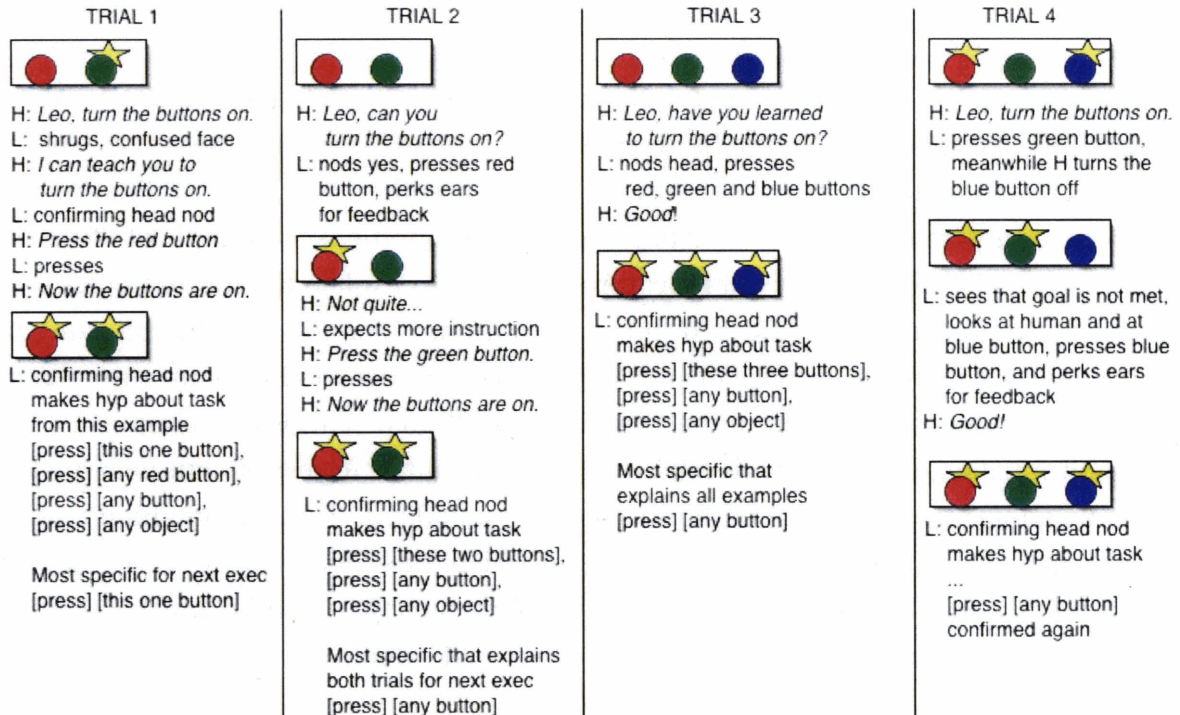 TRIAL 1
H: Leo, turn the buttons on.
L: shrugs, confused face
H: I can teach you to
turn the buttons on.
L: confirming head nod
H: Press the red button
L: presses
H: Now the buttons are on.
L: confirming head nod
makes hyp about task
from this example
[press] [this one button],
[press] [any red button],
[press] [any button],
[press] [any object]
Most specific for next exec
[press] [this one button]
TRIAL 2
H: Leo, can you
turn the buttons on?
L: nods yes, presses red
button, perks ears
for feedback
H: Not quite...
L: expects more instruction
H: Press the green button.
L: presses
H: Now the buttons are on.
L: confirming head nod
makes hyp about task
[press] [these two buttons],
[press] [any button],
[press] [any object]
Most specific that explains
both trials for next exec
[press] [any button]
TRIAL 3
H: Leo, have you learned
to turn the buttons on?
L: nods head, presses
red, green and blue buttons
H: Good!
L: confirming head nod
makes hyp about task
[press] [these three buttons],
[press] [any button],
[press] [any object]
Most specific that
explains all examples
[press] [any button]
TRIAL 4
H: Leo, turn the buttons on.
L: presses green button,
meanwhile H turns the
blue button off
L: sees that goal is not met,
looks at human and at
blue button, presses blue
button, and perks ears
for feedback
H: Good!
L: confirming head nod
makes hyp about task
...
[press] [any button]
confirmed again